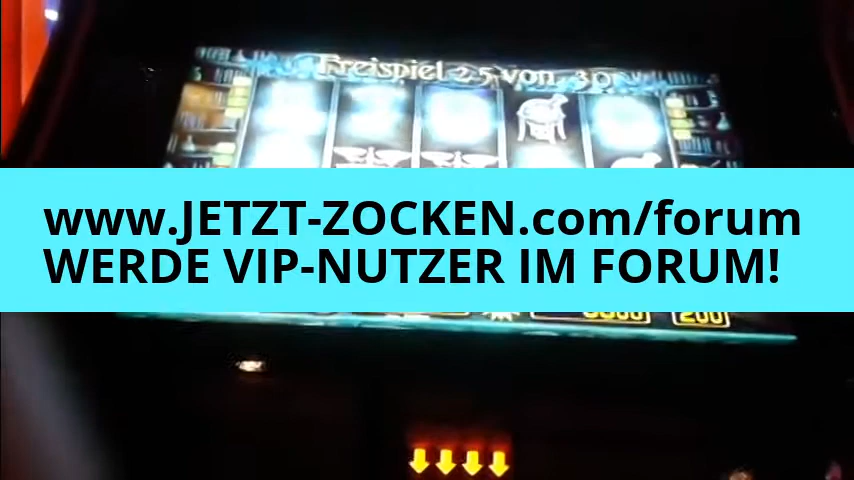 Freispiel 25 von 30
www.JETZT-ZOCKEN.com/forum
WERDE VIP-NUTZER IM FORUM!
200